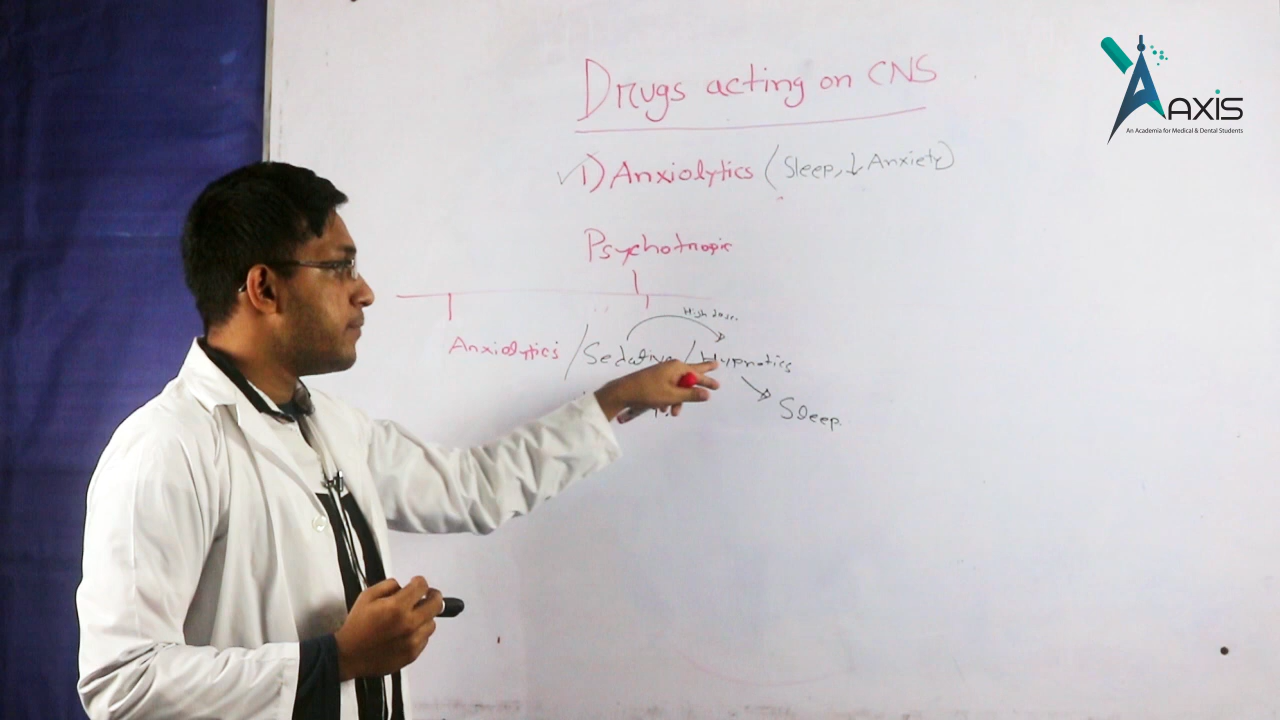 Drugs acting on CNS
AXIS
An Academia for Medical & Dental Students
✓1) Anxiolytics (Sleep, ↓ Anxiety)
Psychotropic
High dose.
Anxiolytics / Sedative / Hypnotics
Sleep.